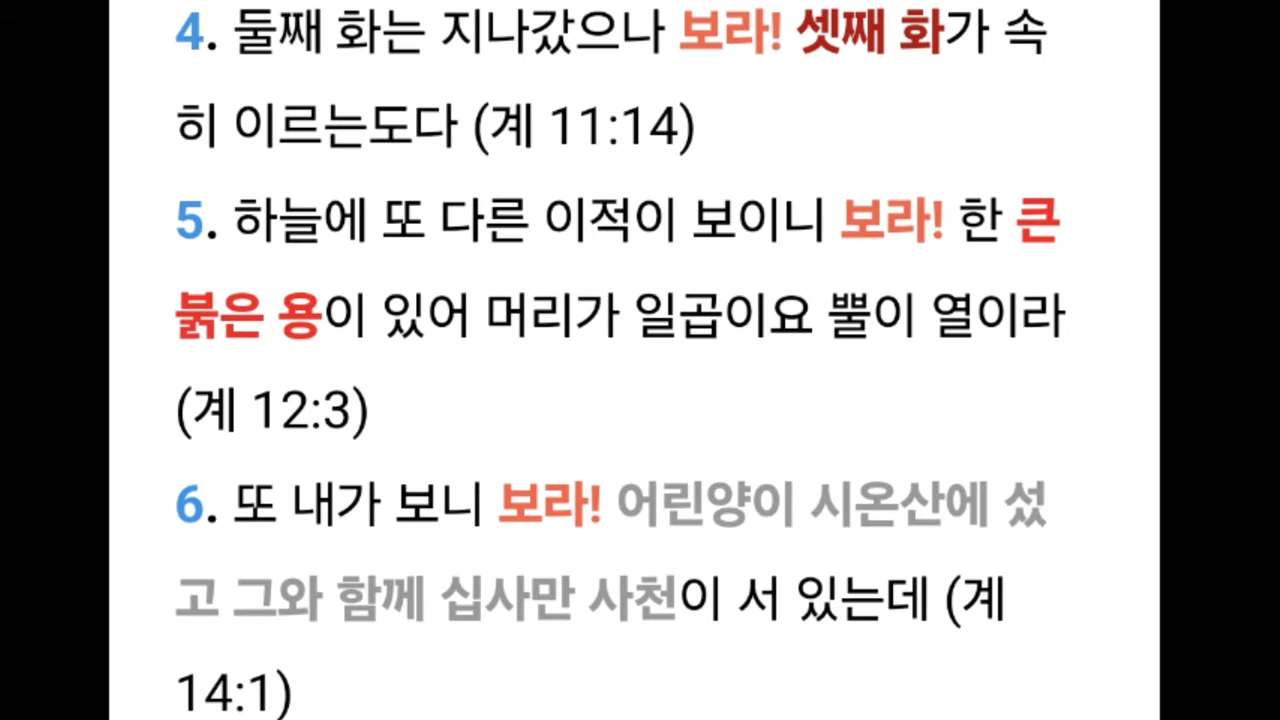 4. 둘째 화는 지나갔으나 보라! 셋째 화가 속
히 이르는도다 (계 11:14)
5. 하늘에 또 다른 이적이 보이니 보라! 한 큰
붉은 용이 있어 머리가 일곱이요 뿔이 열이라
(계 12:3)
6. 또 내가 보니 보라! 어린양이 시온산에 섰
고 그와 함께 십사만 사천이 서 있는데 (계
14:1)